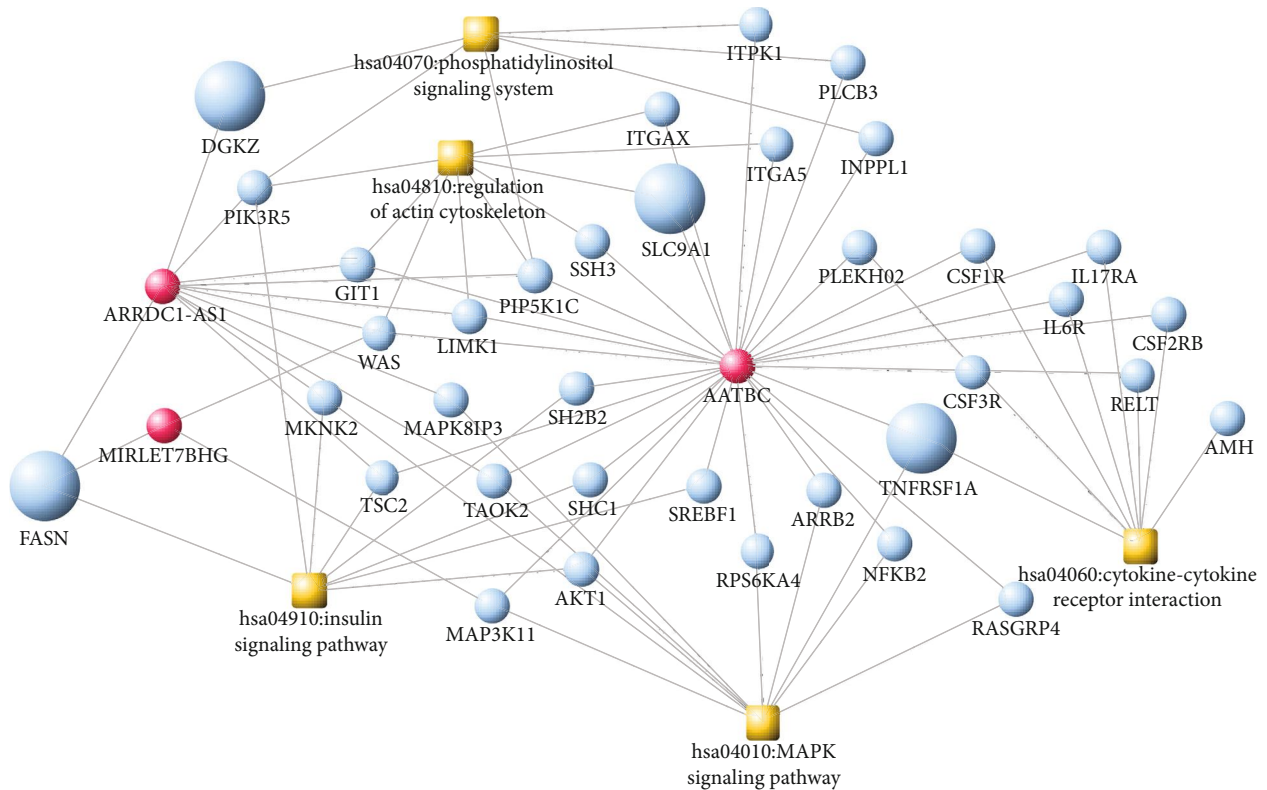 ITPK1
hsa04070:phosphatidylinositol
signaling system
PLCB3
DGKZ
ITGAX
ITGA5
INPPL1
hsa04810:regulation
of actin cytoskeleton
PIK3R5
SLC9A1
SSH3
PLEKH02
CSF1R
IL17RA
GIT1
PIP5K1C
ARRDC1-AS1
IL6R
CSF2RB
LIMK1
WAS
AATBC
CSF3R
RELT
MKNK2
MAPK8IP3
SH2B2
AMH
MIRLET7BHG
TNFRSF1A
TSC2
TAOK2
SHC1
SREBF1
ARRB2
FASN
RPS6KA4
NFKB2
hsa04060:cytokine-cytokine
receptor interaction
AKT1
RASGRP4
hsa04910:insulin
signaling pathway
MAP3K11
hsa04010:MAPK
signaling pathway